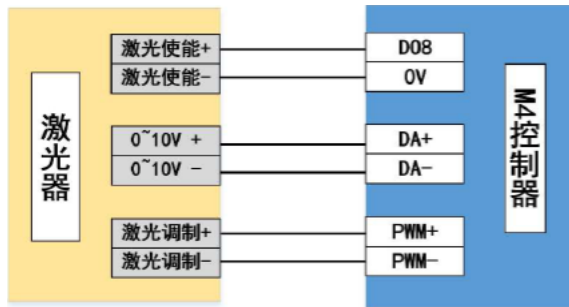 激光器
激光使能+
激光使能-
0~10V +
0~10V -
激光调制+
激光调制-
DO8
0V
DA+
DA-
PWM+
PWM-
M4控制器